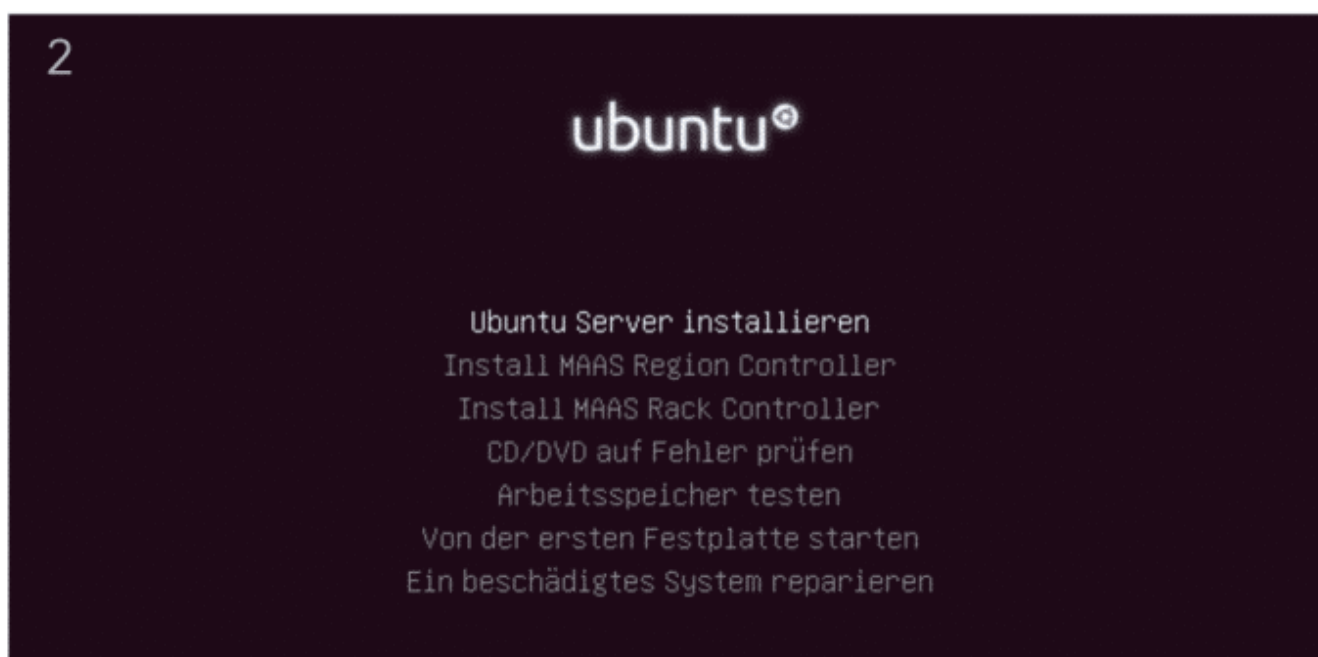 2
ubuntu
Ubuntu Server installieren
Install MAAS Region Controller
Install MAAS Rack Controller
CD/DVD auf Fehler prüfen
Arbeitsspeicher testen
Von der ersten Festplatte starten
Ein beschädigtes System reparieren